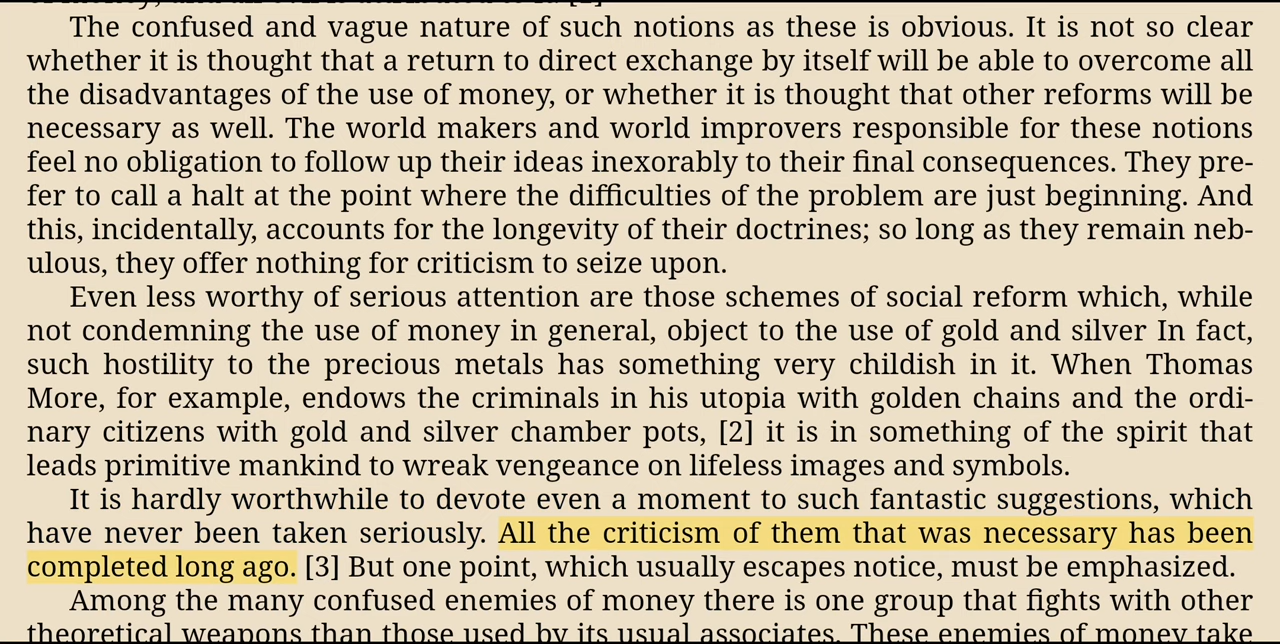 The confused and vague nature of such notions as these is obvious. It is not so clear
whether it is thought that a return to direct exchange by itself will be able to overcome all
the disadvantages of the use of money, or whether it is thought that other reforms will be
necessary as well. The world makers and world improvers responsible for these notions
feel no obligation to follow up their ideas inexorably to their final consequences. They pre-
fer to call a halt at the point where the difficulties of the problem are just beginning. And
this, incidentally, accounts for the longevity of their doctrines; so long as they remain neb-
ulous, they offer nothing for criticism to seize upon.
Even less worthy of serious attention are those schemes of social reform which, while
not condemning the use of money in general, object to the use of gold and silver In fact,
such hostility to the precious metals has something very childish in it. When Thomas
More, for example, endows the criminals in his utopia with golden chains and the ordi-
nary citizens with gold and silver chamber pots, [2] it is in something of the spirit that
leads primitive mankind to wreak vengeance on lifeless images and symbols.
It is hardly worthwhile to devote even a moment to such fantastic suggestions, which
have never been taken seriously. All the criticism of them that was necessary has been
completed long ago. [3] But one point, which usually escapes notice, must be emphasized.
Among the many confused enemies of money there is one group that fights with other
theoretical weapons than those used by its usual associates. These enemies of money take